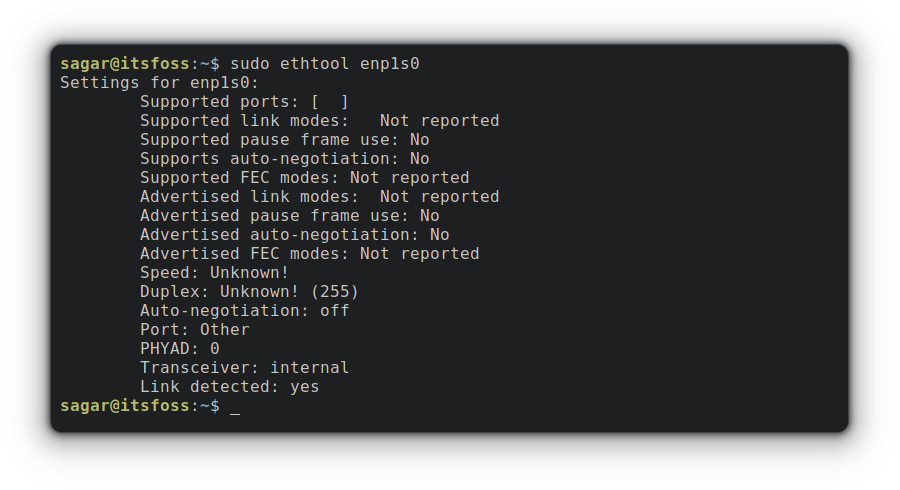 sagar@itsfoss:~$ sudo ethtool enp1s0
Settings for enp1s0:
        Supported ports: [  ]
        Supported link modes:   Not reported
        Supported pause frame use: No
        Supports auto-negotiation: No
        Supported FEC modes: Not reported
        Advertised link modes:  Not reported
        Advertised pause frame use: No
        Advertised auto-negotiation: No
        Advertised FEC modes: Not reported
        Speed: Unknown!
        Duplex: Unknown! (255)
        Auto-negotiation: off
        Port: Other
        PHYAD: 0
        Transceiver: internal
        Link detected: yes
sagar@itsfoss:~$ _